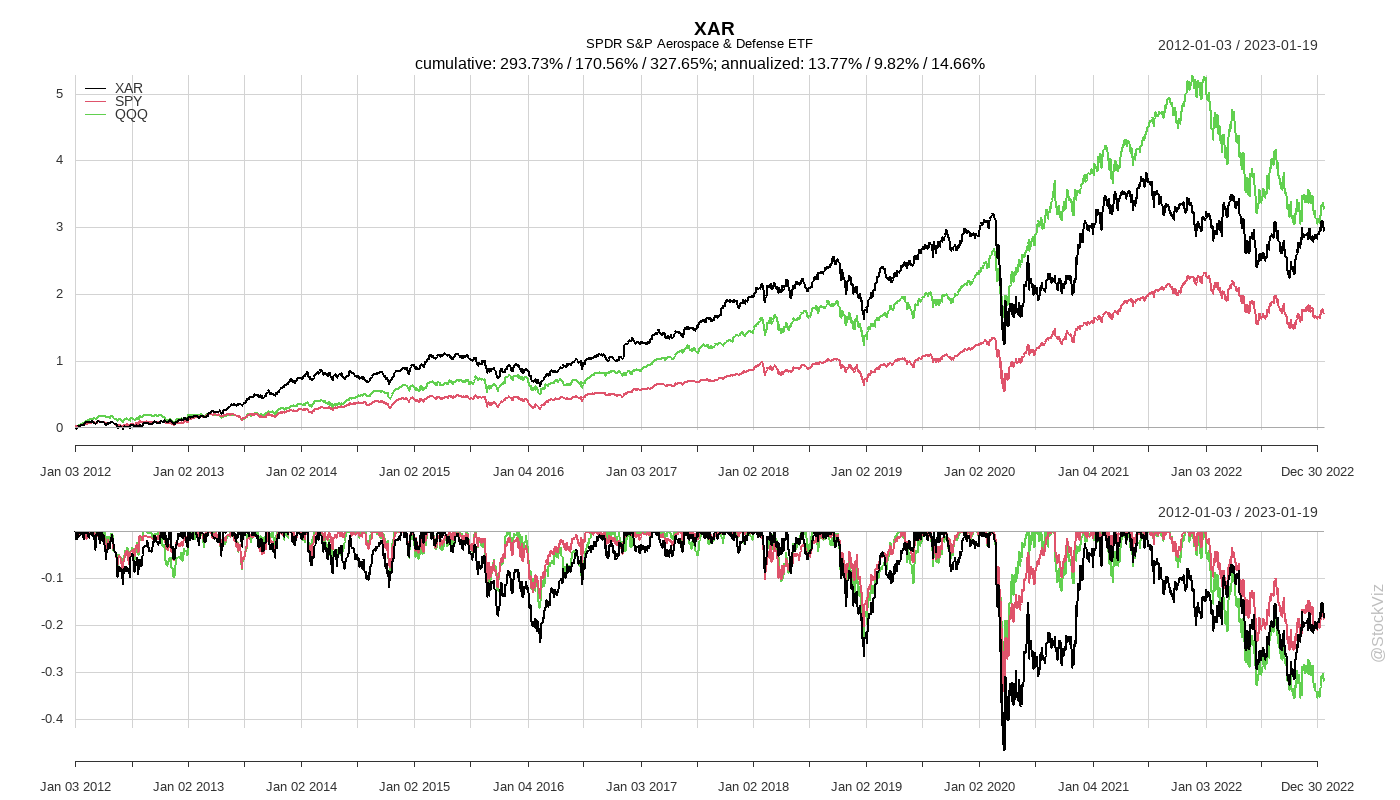 XAR
SPDR S&P Aerospace & Defense ETF
2012-01-03 / 2023-01-19
cumulative: 293.73% / 170.56% / 327.65%; annualized: 13.77% / 9.82% / 14.66%
XAR
SPY
QQQ
5
4
3
2
1
0
Jan 03 2012 Jan 02 2013 Jan 02 2014 Jan 02 2015 Jan 04 2016 Jan 03 2017 Jan 02 2018 Jan 02 2019 Jan 02 2020 Jan 04 2021 Jan 03 2022 Dec 30 2022
2012-01-03 / 2023-01-19
-0.1
-0.2
-0.3
-0.4
Jan 03 2012 Jan 02 2013 Jan 02 2014 Jan 02 2015 Jan 04 2016 Jan 03 2017 Jan 02 2018 Jan 02 2019 Jan 02 2020 Jan 04 2021 Jan 03 2022 Dec 30 2022
@StockViz